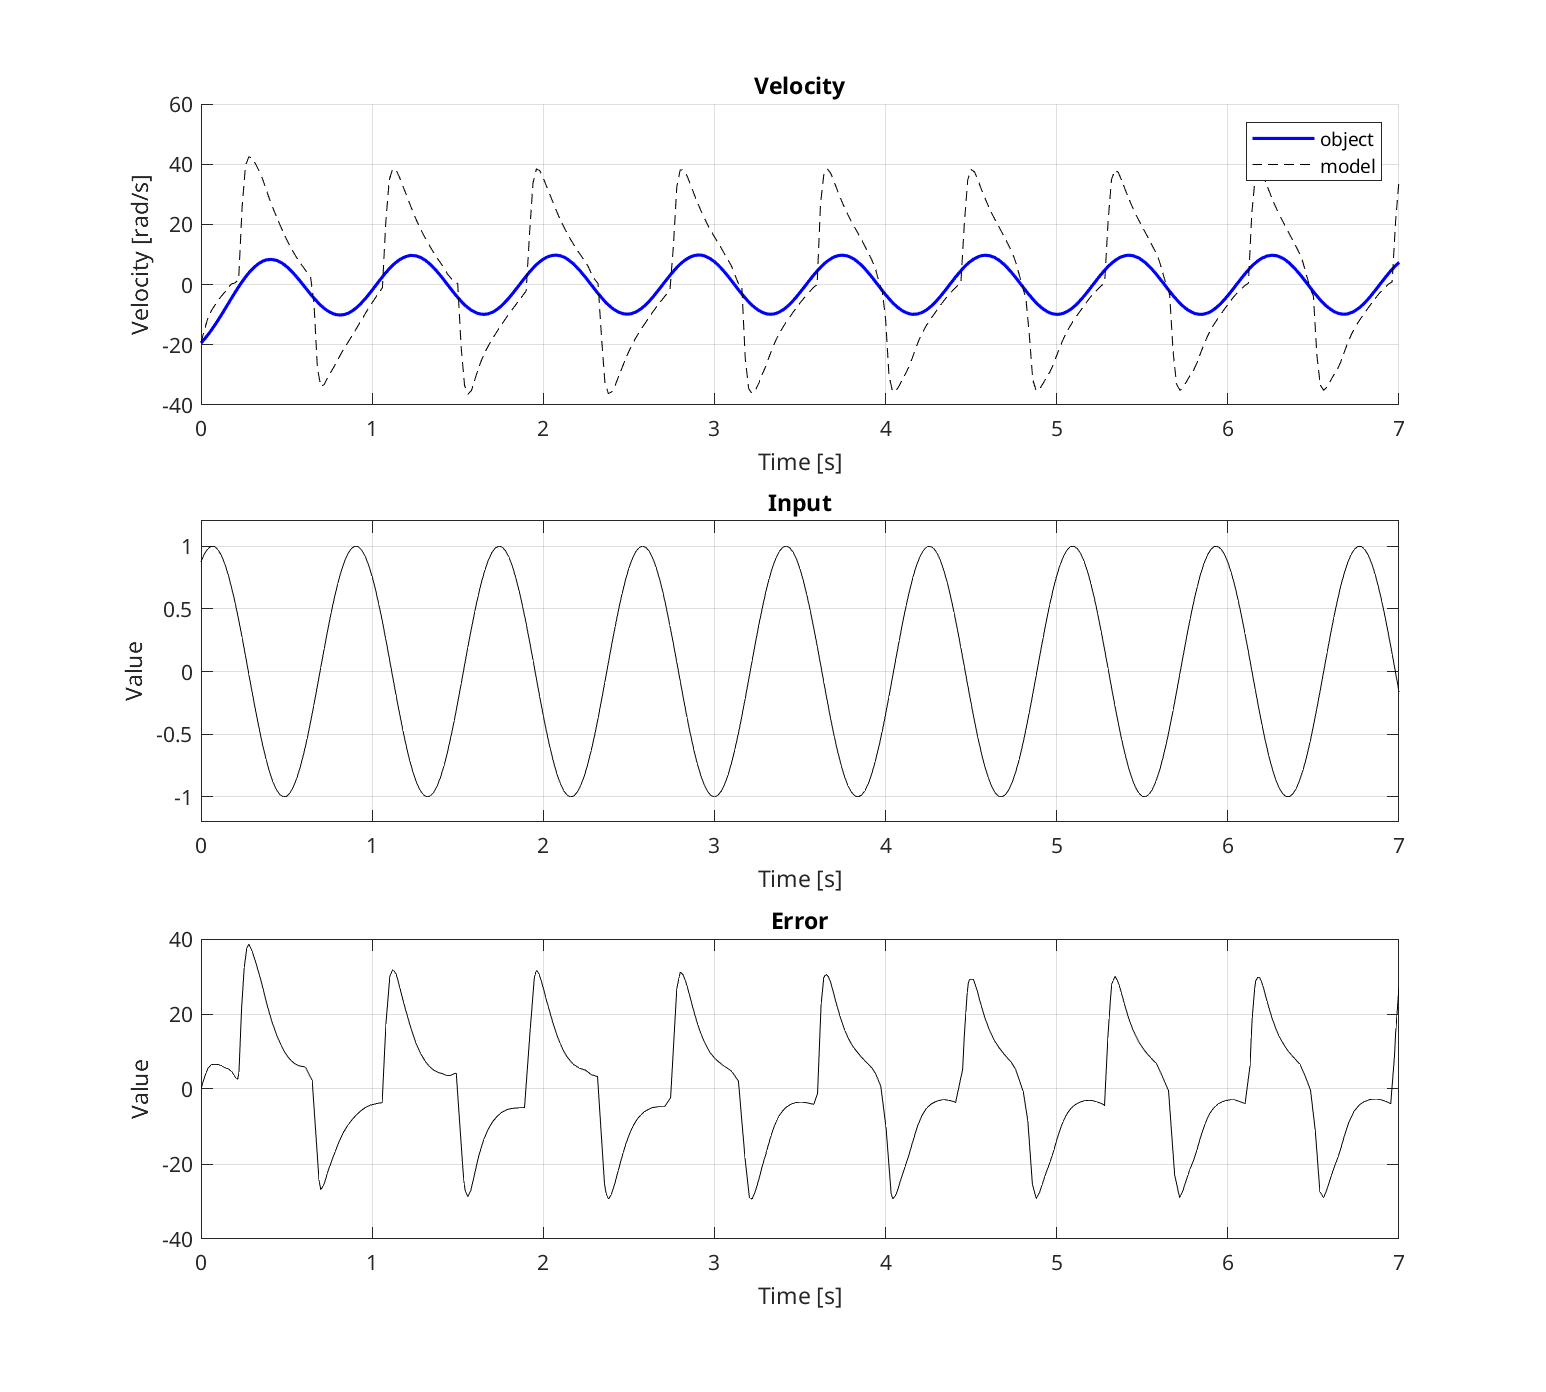 Velocity
60
40
20
0
-20
-40
Velocity [rad/s]
object
model
0 1 2 3 4 5 6 7
Time [s]
Input
1
0.5
0
-0.5
-1
Value
0 1 2 3 4 5 6 7
Time [s]
Error
40
20
0
-20
-40
Value
0 1 2 3 4 5 6 7
Time [s]